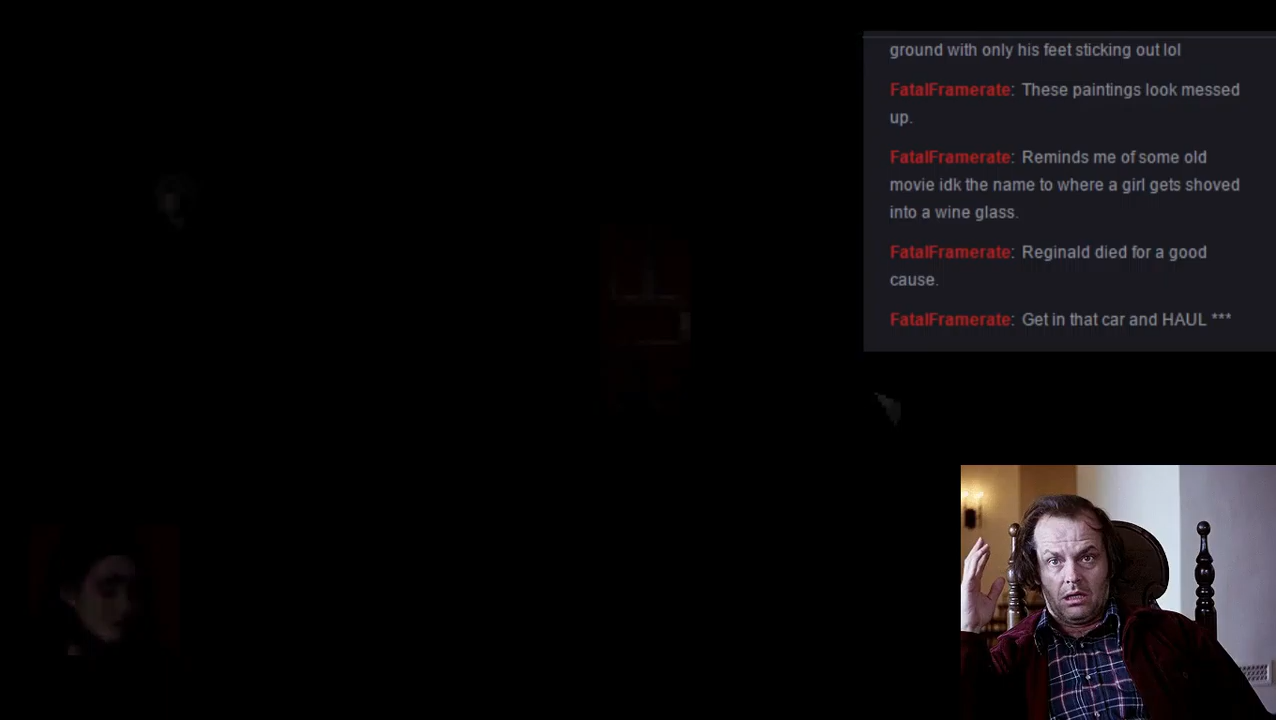 ground with only his feet sticking out lol
FatalFramerate: These paintings look messed
up.
FatalFramerate: Reminds me of some old
movie idk the name to where a girl gets shoved
into a wine glass.
FatalFramerate: Reginald died for a good
cause.
FatalFramerate: Get in that car and HAUL ***